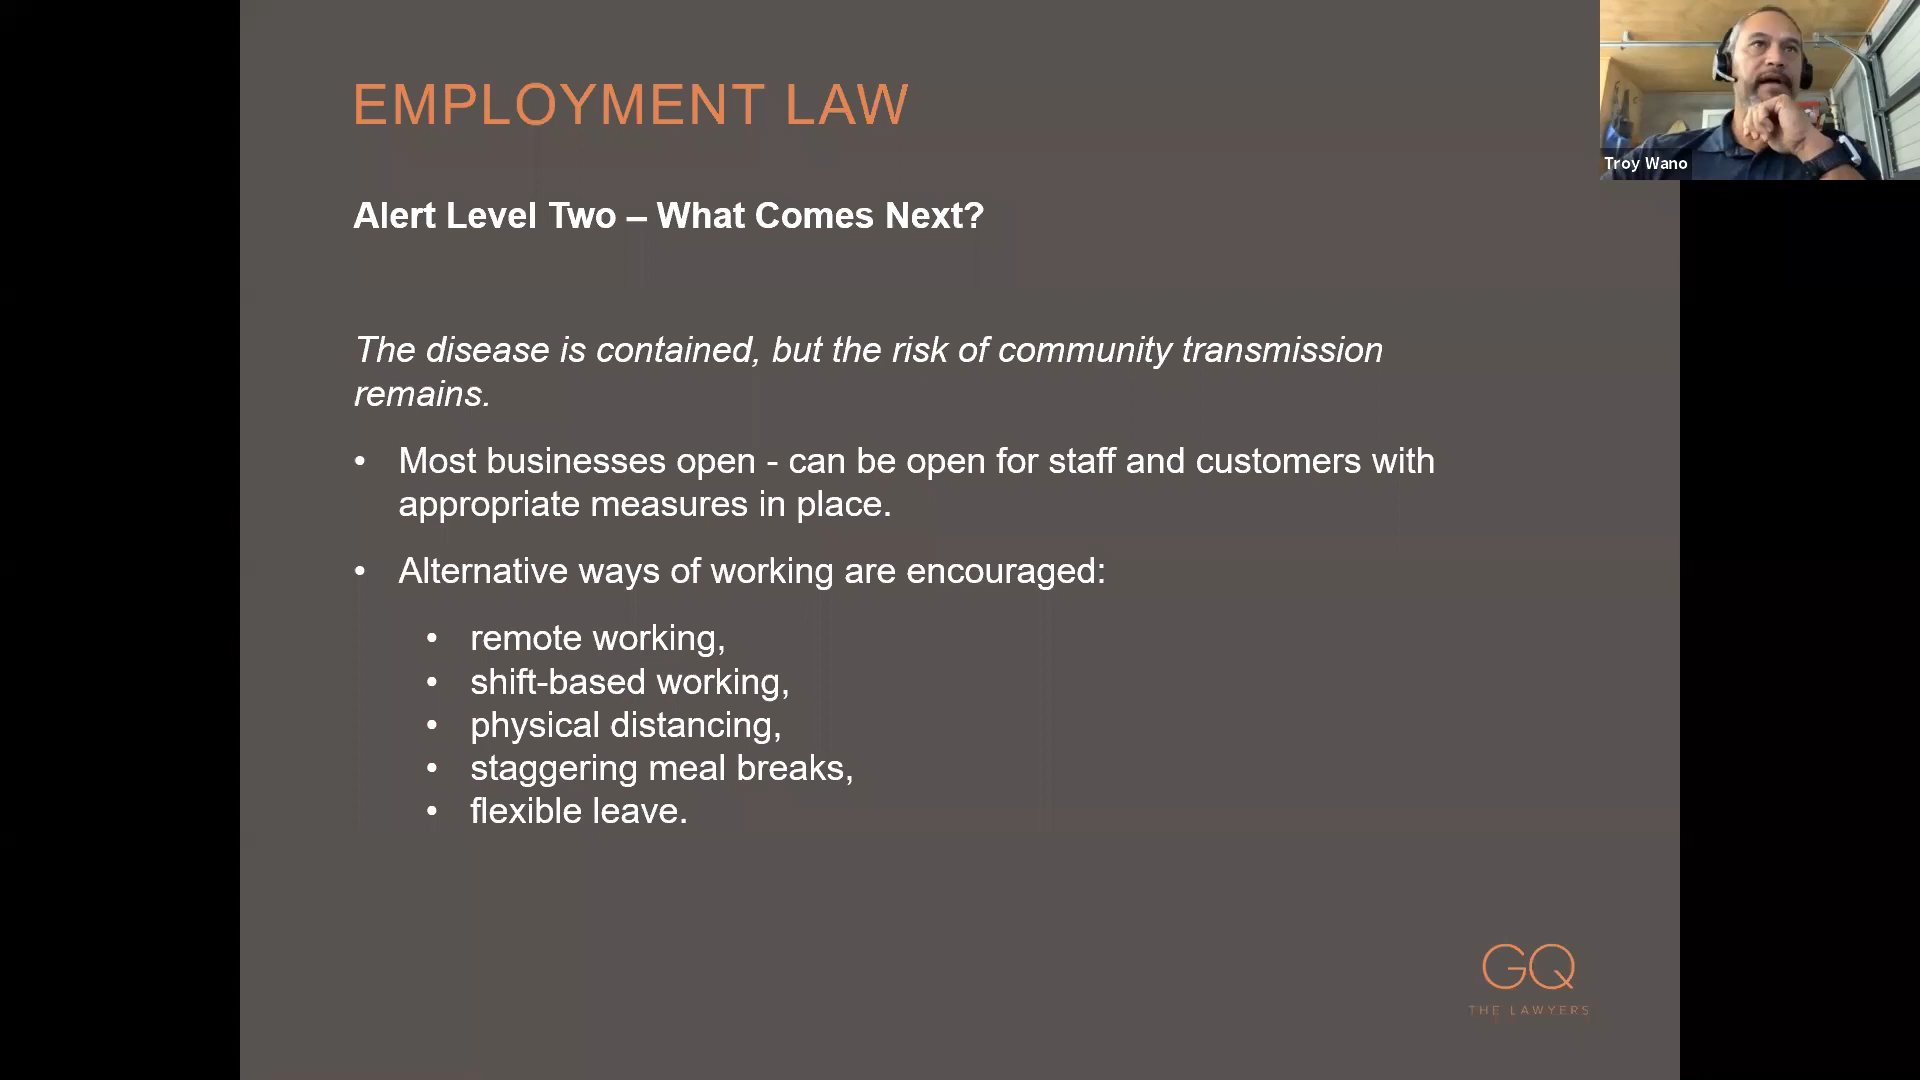 EMPLOYMENT LAW
Troy Wano
Alert Level Two – What Comes Next?
The disease is contained, but the risk of community transmission
remains.
• Most businesses open - can be open for staff and customers with
appropriate measures in place.
• Alternative ways of working are encouraged:
• remote working,
• shift-based working,
• physical distancing,
• staggering meal breaks,
• flexible leave.
GQ
THE LAWYERS